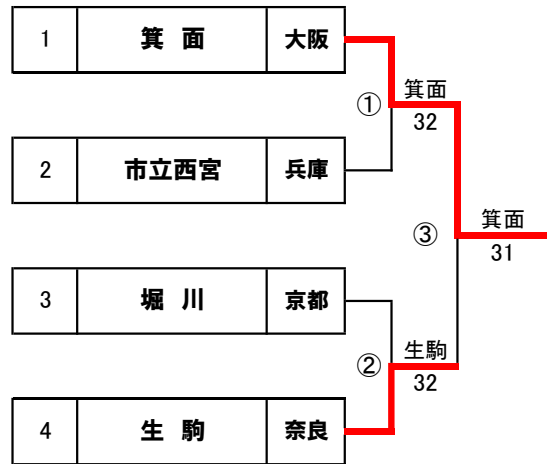 1 箕 面 大阪
① 箕面
32
2 市立西宮 兵庫
③ 箕面
31
3 堀 川 京都
② 生駒
32
4 生 駒 奈良